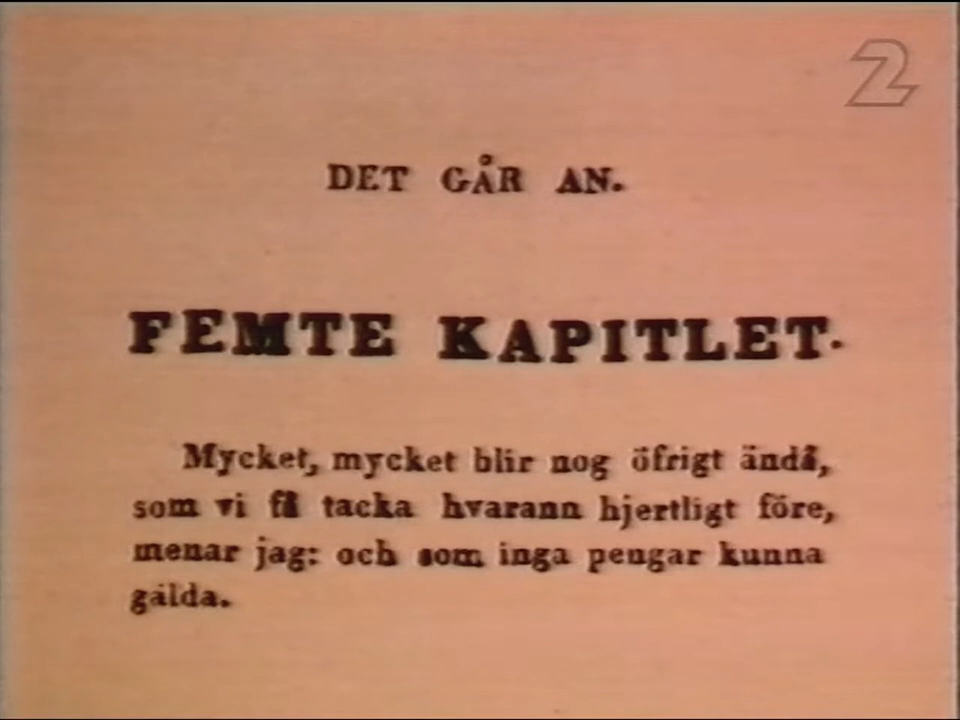 2
DET GÅR AN.
FEMTE KAPITLET.
Mycket, mycket blir nog öfrigt ändå,
som vi få tacka hvarann hjertligt före,
menar jag: och som inga pengar kunna
gälda.